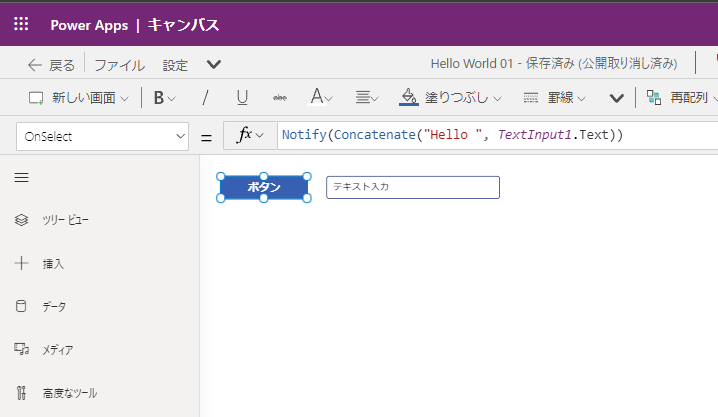 Power Apps | キャンバス
戻る ファイル 設定 Hello World 01 - 保存済み (公開取り消し済み)
新しい画面 B / U abc A 塗りつぶし 罫線 再配列
OnSelect = fx Notify(Concatenate("Hello ", TextInput1.Text))
ボタン テキスト入力
ツリー ビュー
挿入
データ
メディア
高度なツール